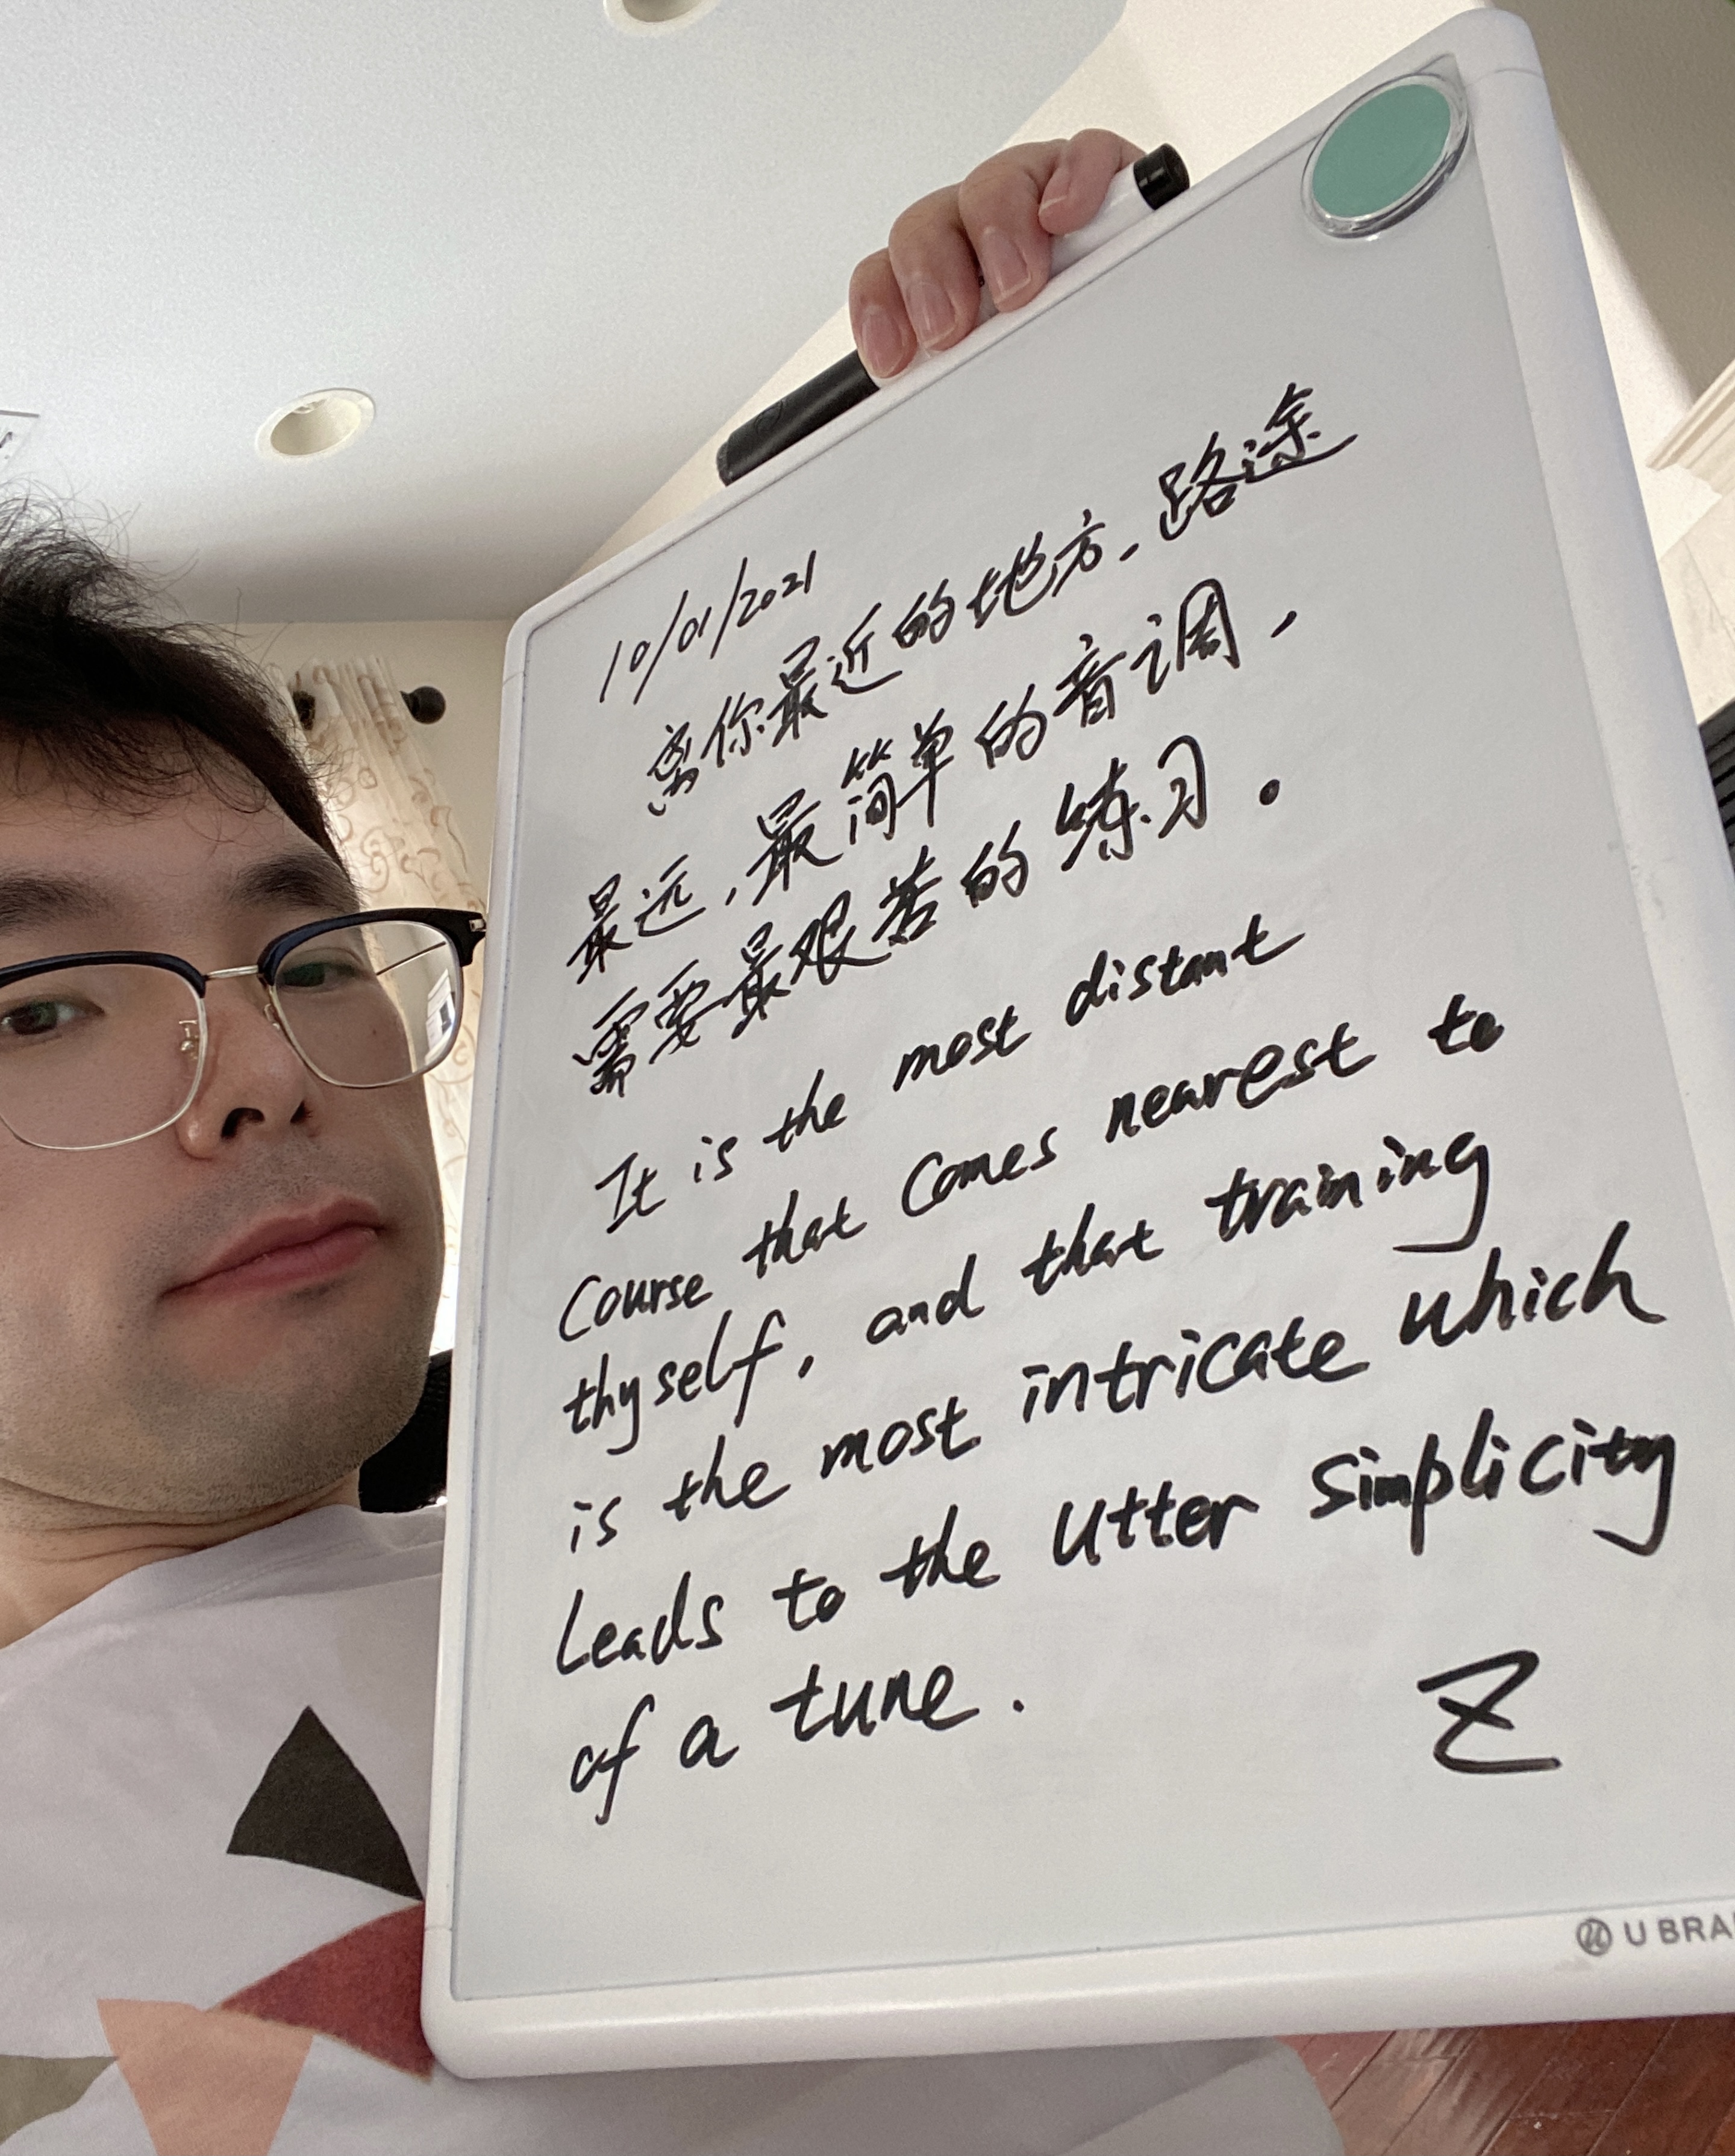 10/01/2021
离你最近的地方,路途
最远,最简单的音调,
需要最艰苦的练习。
It is the most distant
course that comes nearest to
thyself, and that training
is the most intricate which
leads to the utter simplicity
of a tune.
Z
U BRA